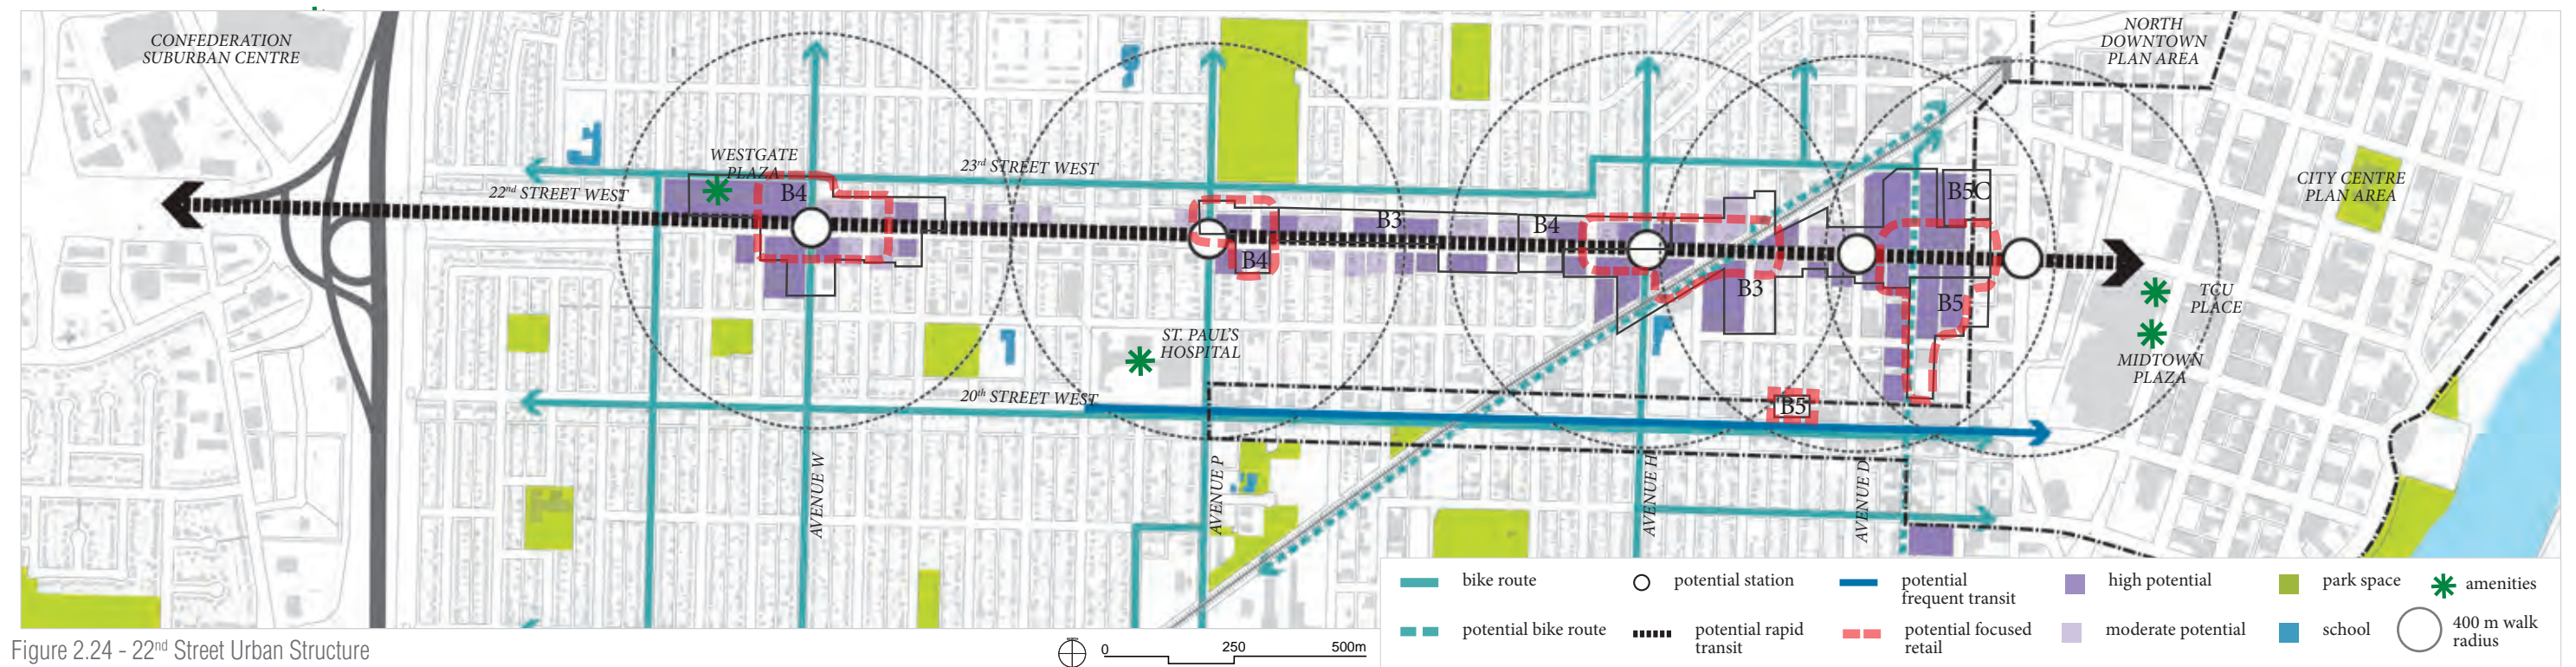 CONFEDERATION
SUBURBAN CENTRE
NORTH
DOWNTOWN
PLAN AREA
WESTGATE
PLAZA
23rd STREET WEST
22nd STREET WEST
B4
B3
B4
B4
B3
B5C
B5
CITY CENTRE
PLAN AREA
TCU
PLACE
MIDTOWN
PLAZA
ST. PAUL'S
HOSPITAL
20th STREET WEST
B5
AVENUE W
AVENUE P
AVENUE H
AVENUE D
bike route
potential station
potential
frequent transit
high potential
park space
amenities
potential bike route
potential rapid
transit
potential focused
retail
moderate potential
school
400 m walk
radius
Figure 2.24 - 22nd Street Urban Structure
0 250 500m